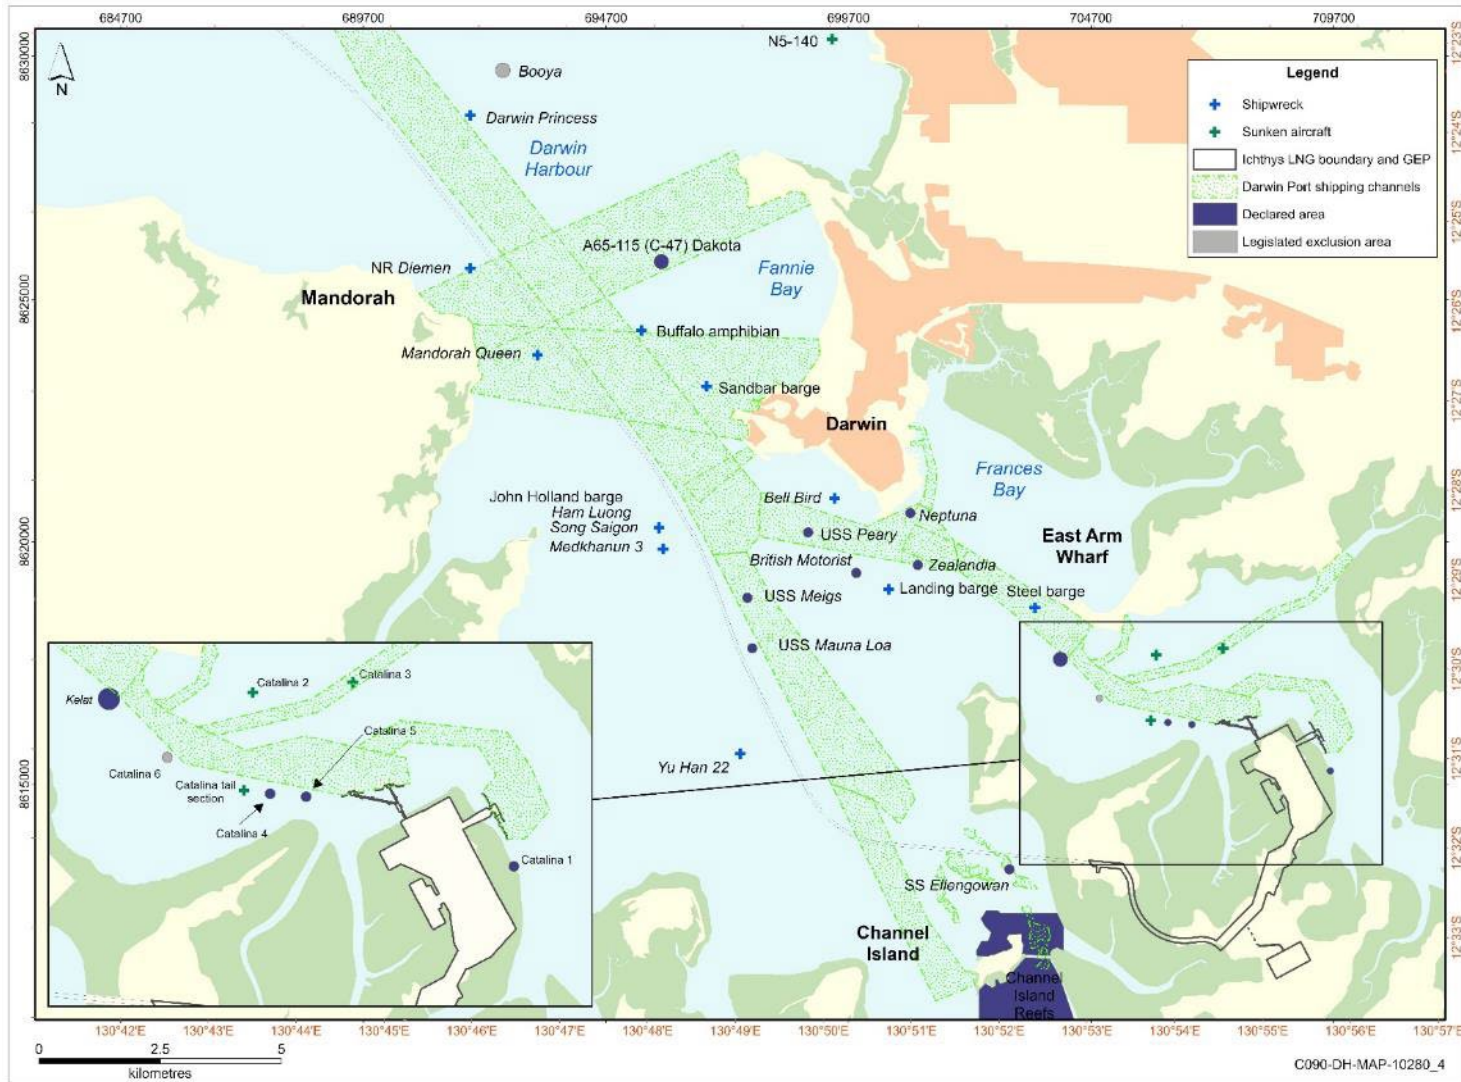 684700
689700
694700
699700
704700
709700
8630000
8625000
8620000
8615000
12°23'S
12°24'S
12°25'S
12°26'S
12°27'S
12°28'S
12°29'S
12°30'S
12°31'S
12°32'S
12°33'S
N
N5-140
Booya
Darwin Princess
Darwin
Harbour
Legend
Shipwreck
Sunken aircraft
Ichthys LNG boundary and GEP
Darwin Port shipping channels
Declared area
Legislated exclusion area
A65-115 (C-47) Dakota
NR Diemen
Fannie
Bay
Mandorah
Buffalo amphibian
Mandorah Queen
Sandbar barge
Darwin
Frances
Bay
John Holland barge
Ham Luong
Song Saigon
Medkhanun 3
Bell Bird
Neptuna
USS Peary
East Arm
Wharf
British Motorist
Zealandia
USS Meigs
Landing barge
Steel barge
USS Mauna Loa
Yu Han 22
SS Ellengowan
Channel
Island
Channel
Island
Reefs
Kelat
Catalina 2
Catalina 3
Catalina 5
Catalina 6
Catalina tail
section
Catalina 4
Catalina 1
130°42'E
130°43'E
130°44'E
130°45'E
130°46'E
130°47'E
130°48'E
130°49'E
130°50'E
130°51'E
130°52'E
130°53'E
130°54'E
130°55'E
130°56'E
130°57'E
0
2.5
5
kilometres
C090-DH-MAP-10280_4